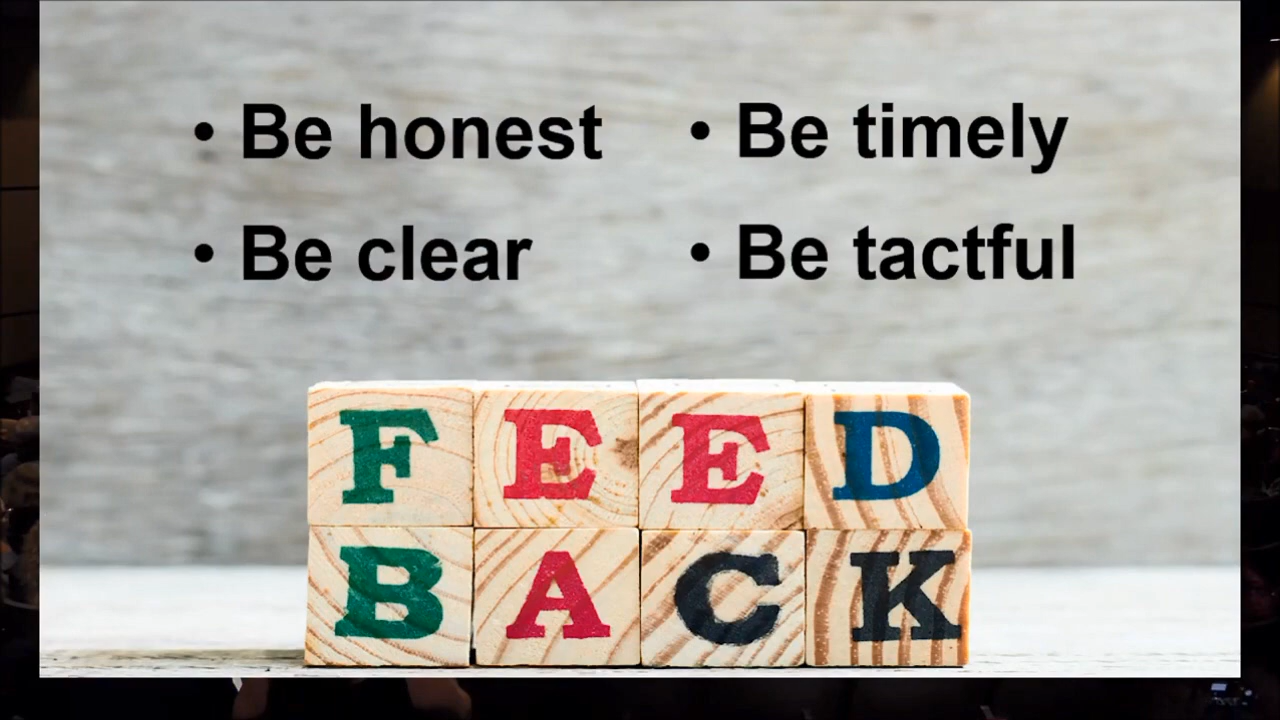 • Be honest
• Be clear
• Be timely
• Be tactful
FEED
BACK